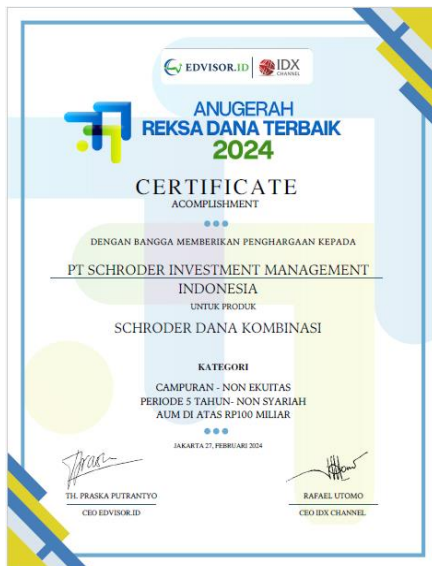 EDVISOR.ID
IDX
CHANNEL
ANUGERAH
REKSA DANA TERBAIK
2024
CERTIFICATE
ACOMPLISHMENT
DENGAN BANGGA MEMBERIKAN PENGHARGAAN KEPADA
PT SCHRODER INVESTMENT MANAGEMENT
INDONESIA
UNTUK PRODUK
SCHRODER DANA KOMBINASI
KATEGORI
CAMPURAN - NON EKUITAS
PERIODE 5 TAHUN- NON SYARIAH
AUM DI ATAS RP100 MILIAR
JAKARTA 27, FEBRUARI 2024
TH. PRASKA PUTRANTYO
CEO EDVISOR.ID
RAFAEL UTOMO
CEO IDX CHANNEL